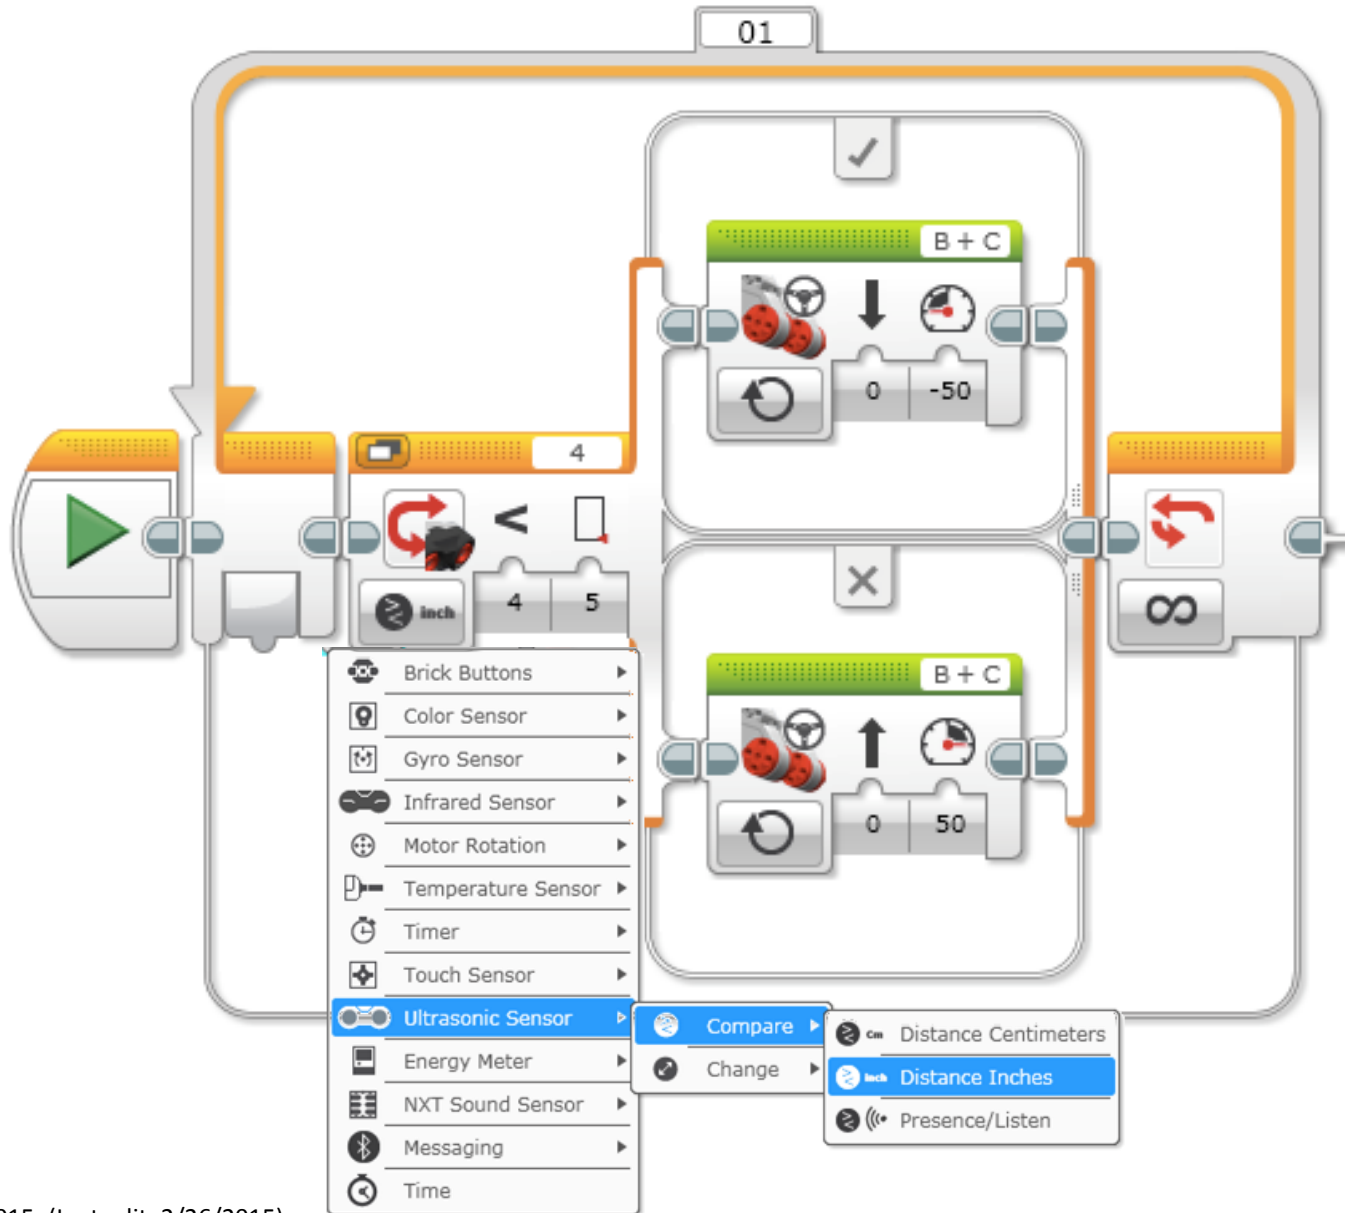 01
B + C
0 -50
4
<
inch 4 5
B + C
0 50
Brick Buttons
Color Sensor
Gyro Sensor
Infrared Sensor
Motor Rotation
Temperature Sensor
Timer
Touch Sensor
Ultrasonic Sensor
Energy Meter
NXT Sound Sensor
Messaging
Time
Compare
Change
Cm Distance Centimeters
inch Distance Inches
Presence/Listen